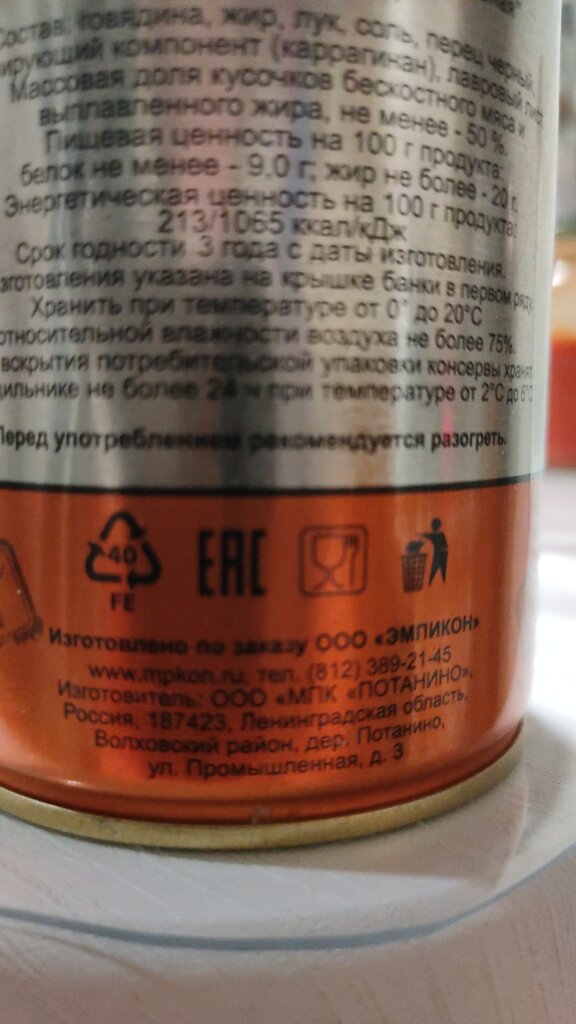 Состав: говядина, жир, лук, соль, перец черный,
компонент (каррагинан), лавровый лист
Массовая доля кусочков бескостного мяса и
выплавленного жира, не менее - 50 %.
Пищевая ценность на 100 г продукта:
белок не менее - 9,0 г; жир не более - 20 г.
Энергетическая ценность на 100 г продукта:
213/1065 ккал/кДж
Срок годности 3 года с даты изготовления.
изготовления указана на крышке банки в первом ряду
Хранить при температуре от 0° до 20°С
относительной влажности воздуха не более 75%.
вскрытия потребительской упаковки консервы хранят
не более 24 ч при температуре от 2°С до 6°С
Перед употреблением рекомендуется разогреть.
40
FE
EAC
Изготовлено по заказу ООО «ЭМПИКОН»
www.mpkon.ru, тел. (812) 389-21-45
Изготовитель: ООО «МПК «ПОТАНИНО»,
Россия, 187423, Ленинградская область,
Волховский район, дер. Потанино,
ул. Промышленная, д. 3